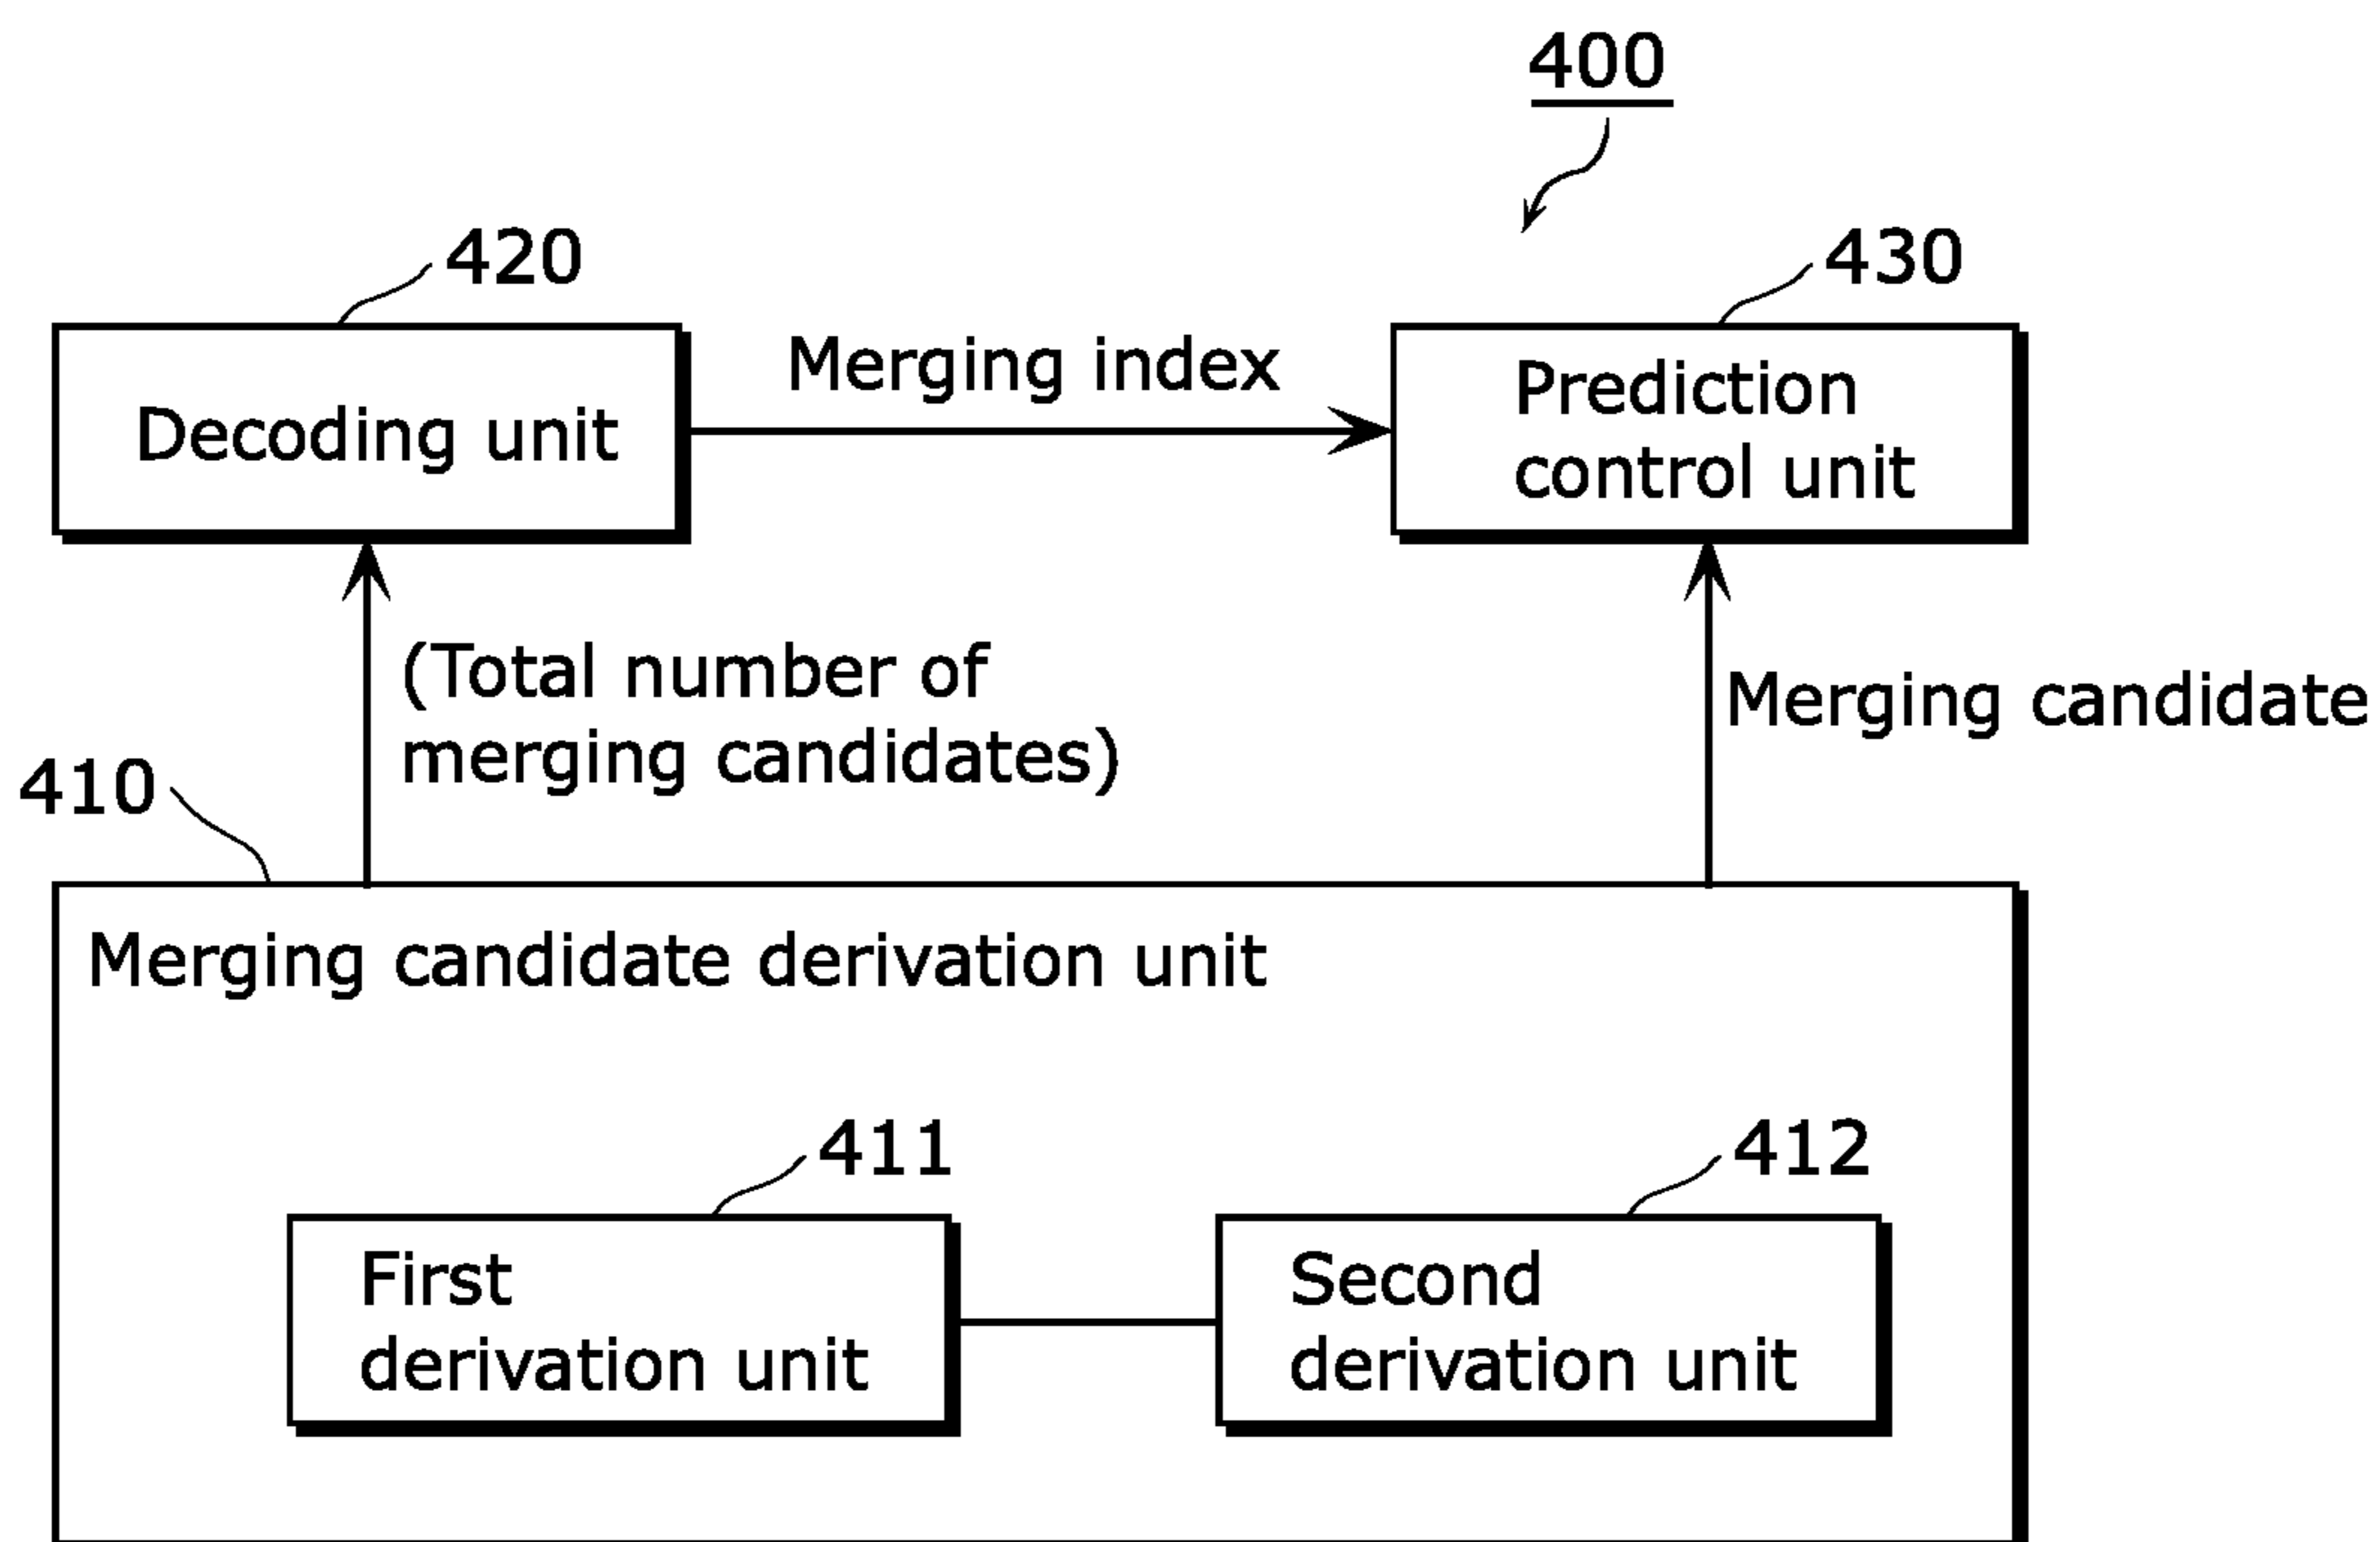 400
420
430
Decoding unit
Merging index
Prediction
control unit
(Total number of
merging candidates)
Merging candidate
410
Merging candidate derivation unit
411
412
First
derivation unit
Second
derivation unit